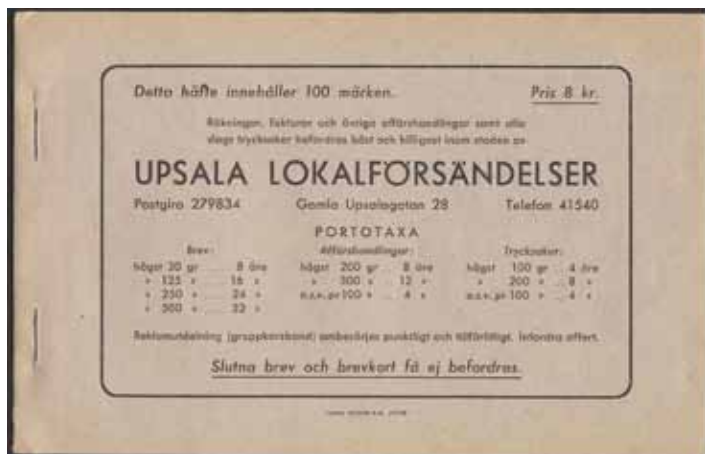 Detta häfte innehåller 100 märken. Pris 8 kr.
Räkningar, fakturor och övriga affärshandlingar samt alla
slags trycksaker befordras bäst och billigast inom staden av
UPSALA LOKALFÖRSÄNDELSER
Postgiro 279834 Gamla Upsalagatan 28 Telefon 41540
PORTOTAXA
Brev: Affärshandlingar: Trycksaker:
högst 20 gr 8 öre högst 200 gr 8 öre högst 100 gr 4 öre
» 125 » 16 » » 300 » 12 » » 200 » 8 »
» 250 » 24 » o.s.v. pr 100 » 4 » o.s.v. pr 100 » 4 »
» 500 » 32 »
Reklamutdelning (gruppkorsband) ombesörjes punktligt och tillförlitligt. Infordra offert.
Slutna brev och brevkort få ej befordras.